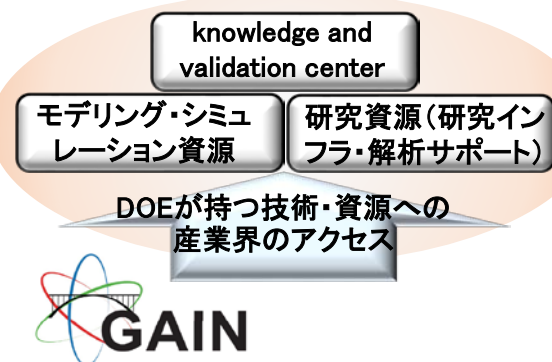 knowledge and
validation center
モデリング・シミュ
レーション資源
研究資源(研究イン
フラ・解析サポート)
DOEが持つ技術・資源への
産業界のアクセス
GAIN